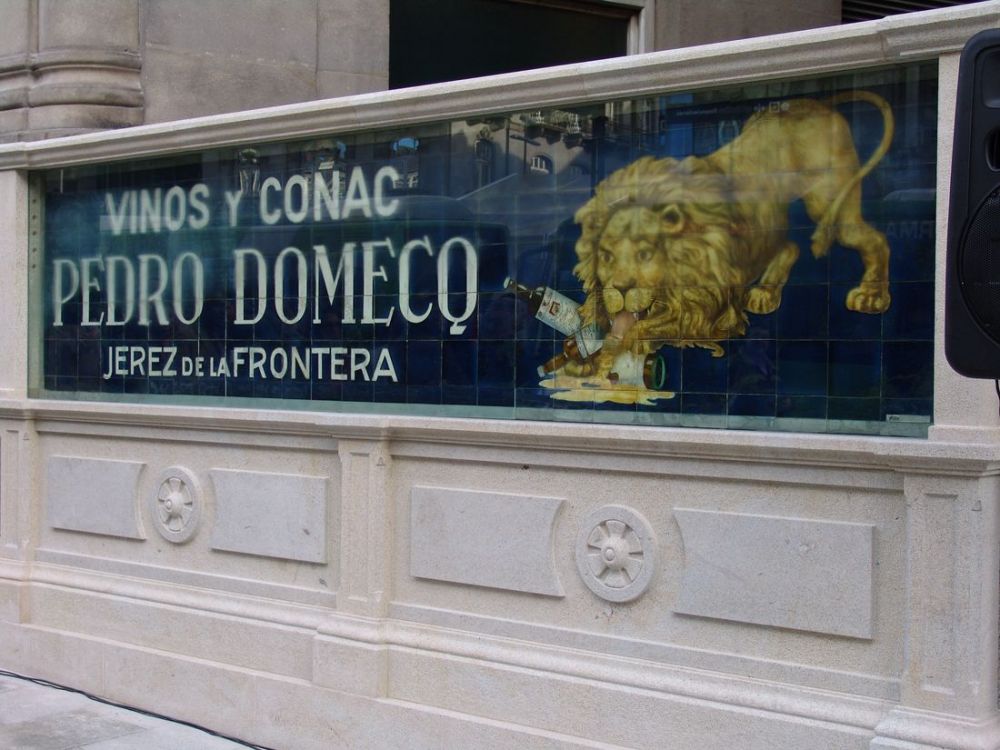 VINOS Y CONAC
PEDRO DOMECQ
JEREZ DE LA FRONTERA